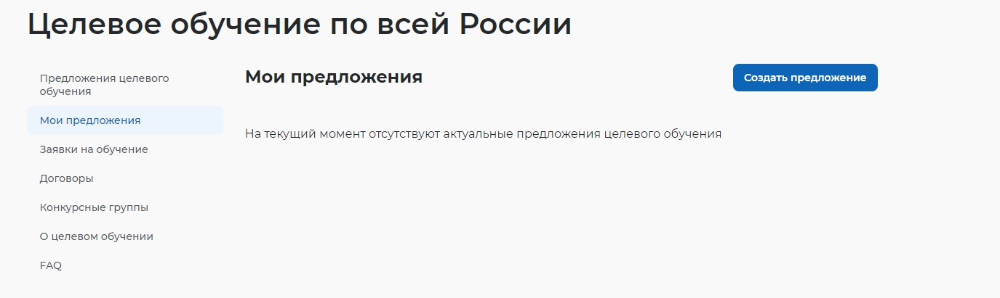 Целевое обучение по всей России
Предложения целевого
обучения
Мои предложения
Заявки на обучение
Договоры
Конкурсные группы
О целевом обучении
FAQ
Мои предложения
Создать предложение
На текущий момент отсутствуют актуальные предложения целевого обучения